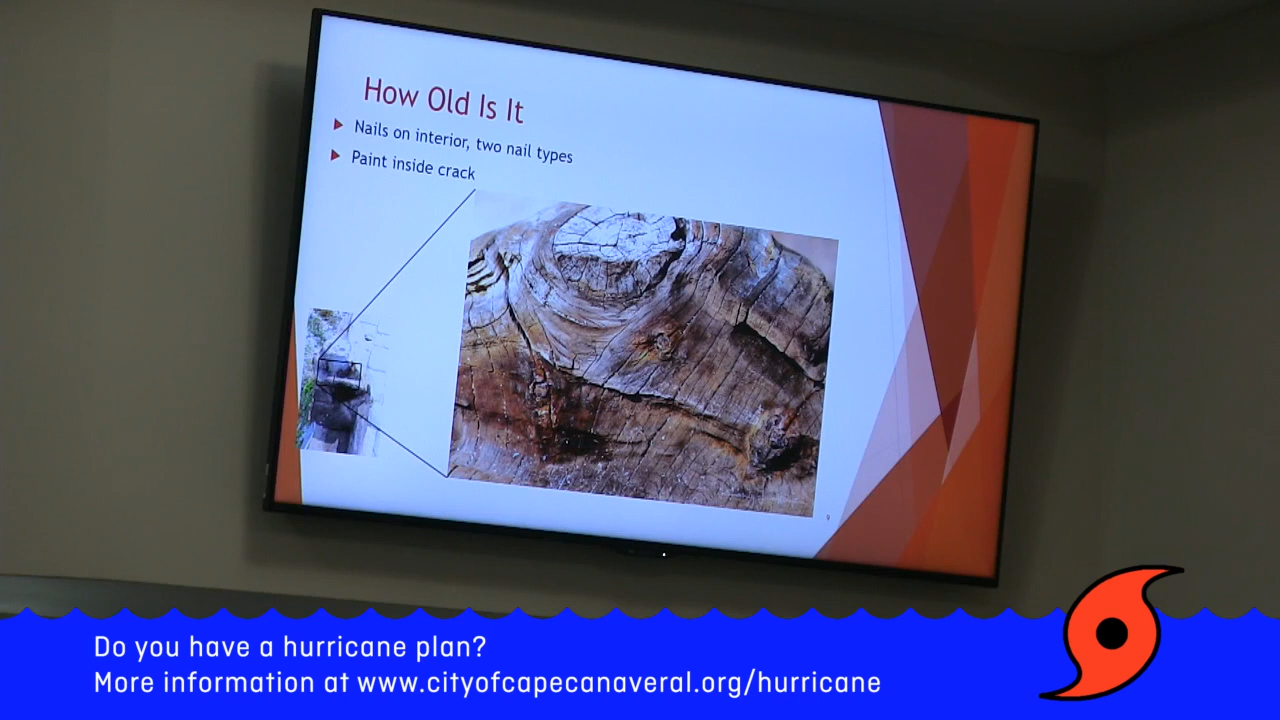 How Old Is It
Nails on interior, two nail types
Paint inside crack
9
Do you have a hurricane plan?
More information at www.cityofcapecanaveral.org/hurricane